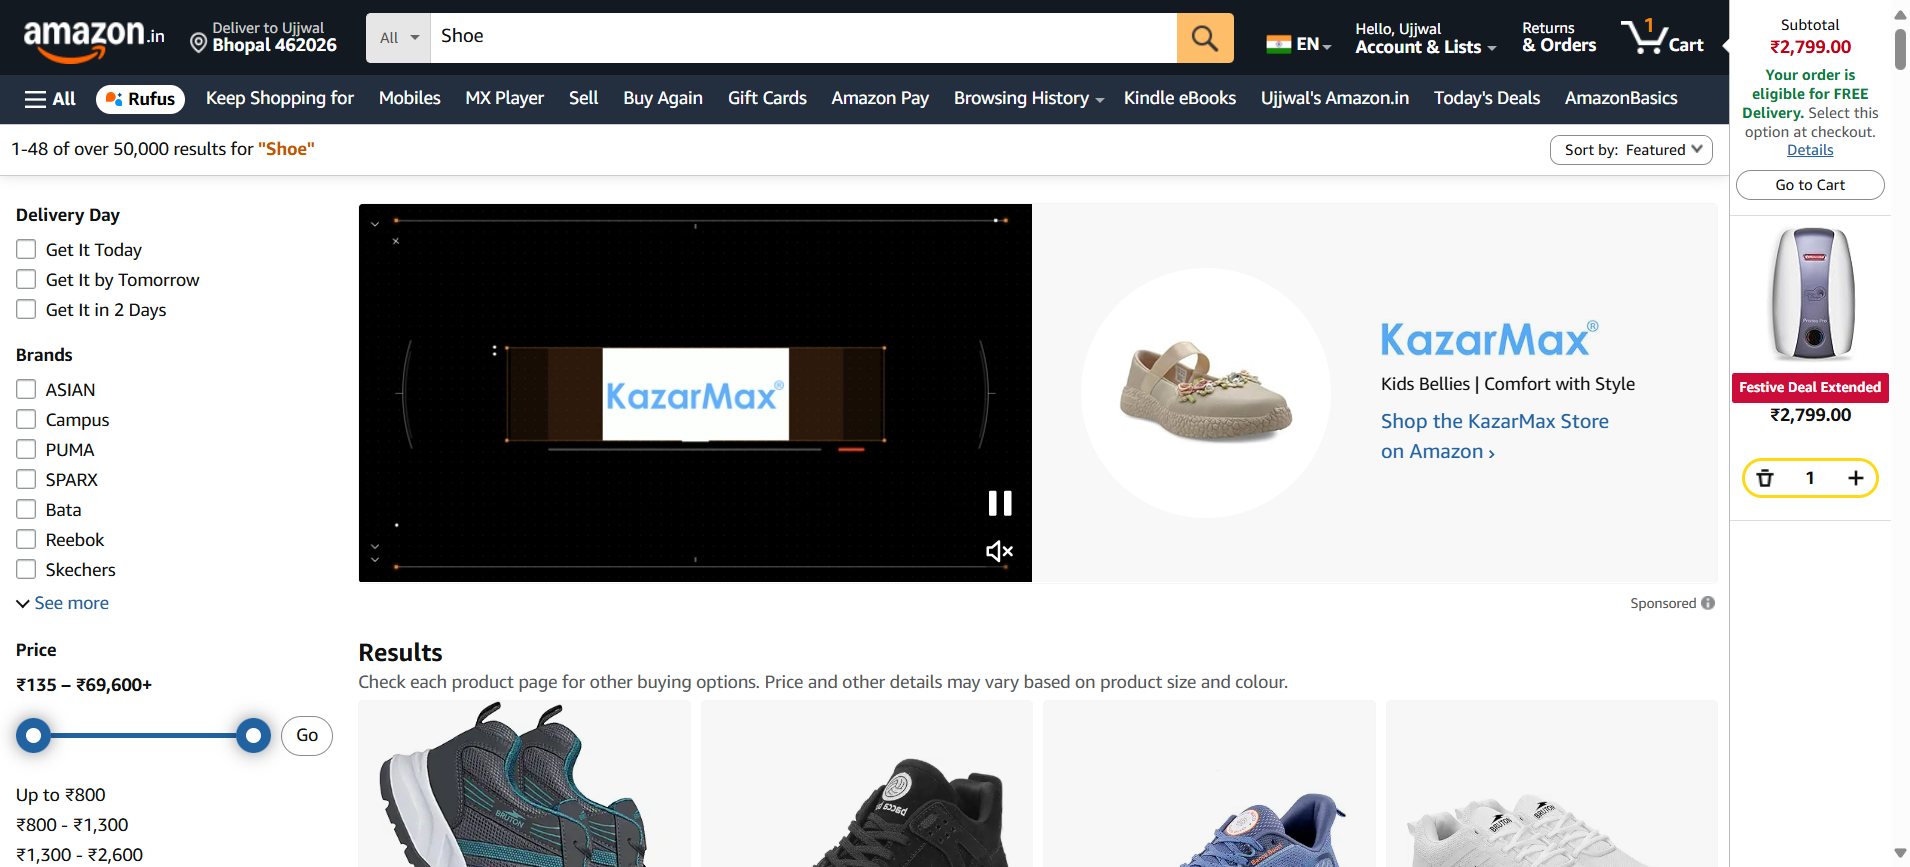 amazon.in
Deliver to Ujjwal
Bhopal 462026
All
Shoe
EN
Hello, Ujjwal
Account & Lists
Returns
& Orders
1
Cart
All
Rufus
Keep Shopping for
Mobiles
MX Player
Sell
Buy Again
Gift Cards
Amazon Pay
Browsing History
Kindle eBooks
Ujjwal's Amazon.in
Today's Deals
AmazonBasics
1-48 of over 50,000 results for "Shoe"
Sort by: Featured
Delivery Day
Get It Today
Get It by Tomorrow
Get It in 2 Days
Brands
ASIAN
Campus
PUMA
SPARX
Bata
Reebok
Skechers
See more
Price
₹135 – ₹69,600+
Go
Up to ₹800
₹800 - ₹1,300
₹1,300 - ₹2,600
KazarMax®
KazarMax®
Kids Bellies | Comfort with Style
Shop the KazarMax Store
on Amazon ›
Sponsored
Results
Check each product page for other buying options. Price and other details may vary based on product size and colour.
BRUTON
bacca bucci
BRUTON
BRUTON
Subtotal
₹2,799.00
Your order is
eligible for FREE
Delivery. Select this
option at checkout.
Details
Go to Cart
Festive Deal Extended
₹2,799.00
1